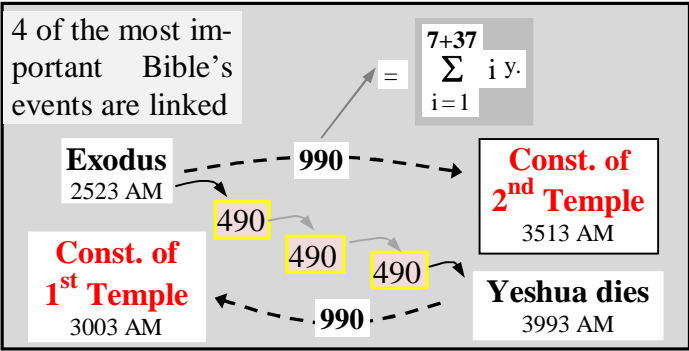 4 of the most im-
portant Bible's
events are linked
= 7+37 Σ i=1 i y.
Exodus
2523 AM
990
Const. of
2nd Temple
3513 AM
490
490
490
Const. of
1st Temple
3003 AM
990
Yeshua dies
3993 AM